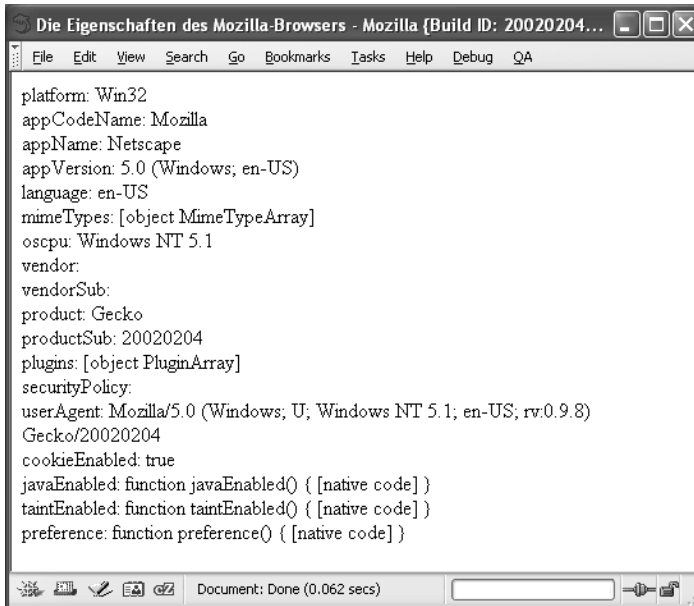 Die Eigenschaften des Mozilla-Browsers - Mozilla {Build ID: 20020204...
File Edit View Search Go Bookmarks Tasks Help Debug QA
platform: Win32
appCodeName: Mozilla
appName: Netscape
appVersion: 5.0 (Windows; en-US)
language: en-US
mimeTypes: [object MimeTypeArray]
oscpu: Windows NT 5.1
vendor:
vendorSub:
product: Gecko
productSub: 20020204
plugins: [object PluginArray]
securityPolicy:
userAgent: Mozilla/5.0 (Windows; U; Windows NT 5.1; en-US; rv:0.9.8)
Gecko/20020204
cookieEnabled: true
javaEnabled: function javaEnabled() { [native code] }
taintEnabled: function taintEnabled() { [native code] }
preference: function preference() { [native code] }
Document: Done (0.062 secs)